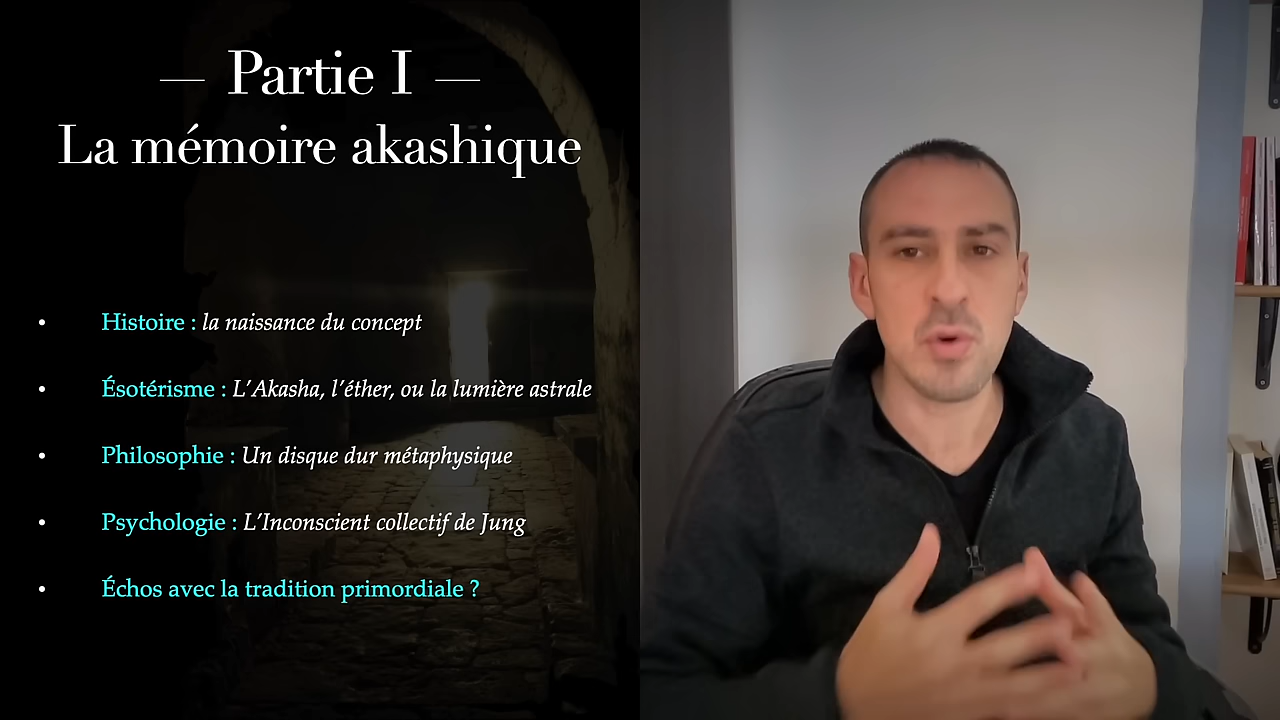 — Partie I —
La mémoire akashique
• Histoire : la naissance du concept
• Ésotérisme : L’Akasha, l’éther, ou la lumière astrale
• Philosophie : Un disque dur métaphysique
• Psychologie : L’Inconscient collectif de Jung
• Échos avec la tradition primordiale ?